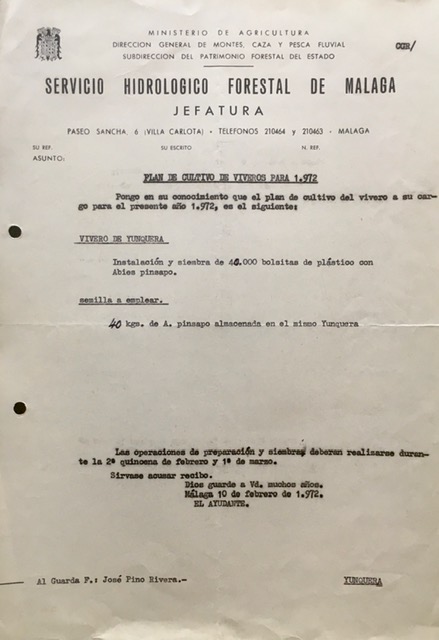 MINISTERIO DE AGRICULTURA
DIRECCION GENERAL DE MONTES, CAZA Y PESCA FLUVIAL
SUBDIRECCION DEL PATRIMONIO FORESTAL DEL ESTADO
CGR/
SERVICIO HIDROLOGICO FORESTAL DE MALAGA
JEFATURA
PASEO SANCHA, 6 (VILLA CARLOTA) • TELEFONOS 210464 y 210463 • MALAGA
SU REF. SU ESCRITO N. REF.
ASUNTO:
PLAN DE CULTIVO DE VIVEROS PARA 1.972
Pongo en su conocimiento que el plan de cultivo del vivero a su car-
go para el presente año 1.972, es el siguiente:
VIVERO DE YUNQUERA
Instalación y siembra de 40.000 bolsitas de plástico con
Abies pinsapo.
semilla a emplear.
40 kgs. de A. pinsapo almacenada en el mismo Yunquera
Las operaciones de preparación y siembra deberan realizarse duran-
te la 2ª quincena de febrero y 1ª de marzo.
Sirvase acusar recibo.
Dios guarde a Vd. muchos años.
Málaga 10 de febrero de 1.972.
EL AYUDANTE.
Al Guarda F.: José Pino Rivera.-
YUNQUERA